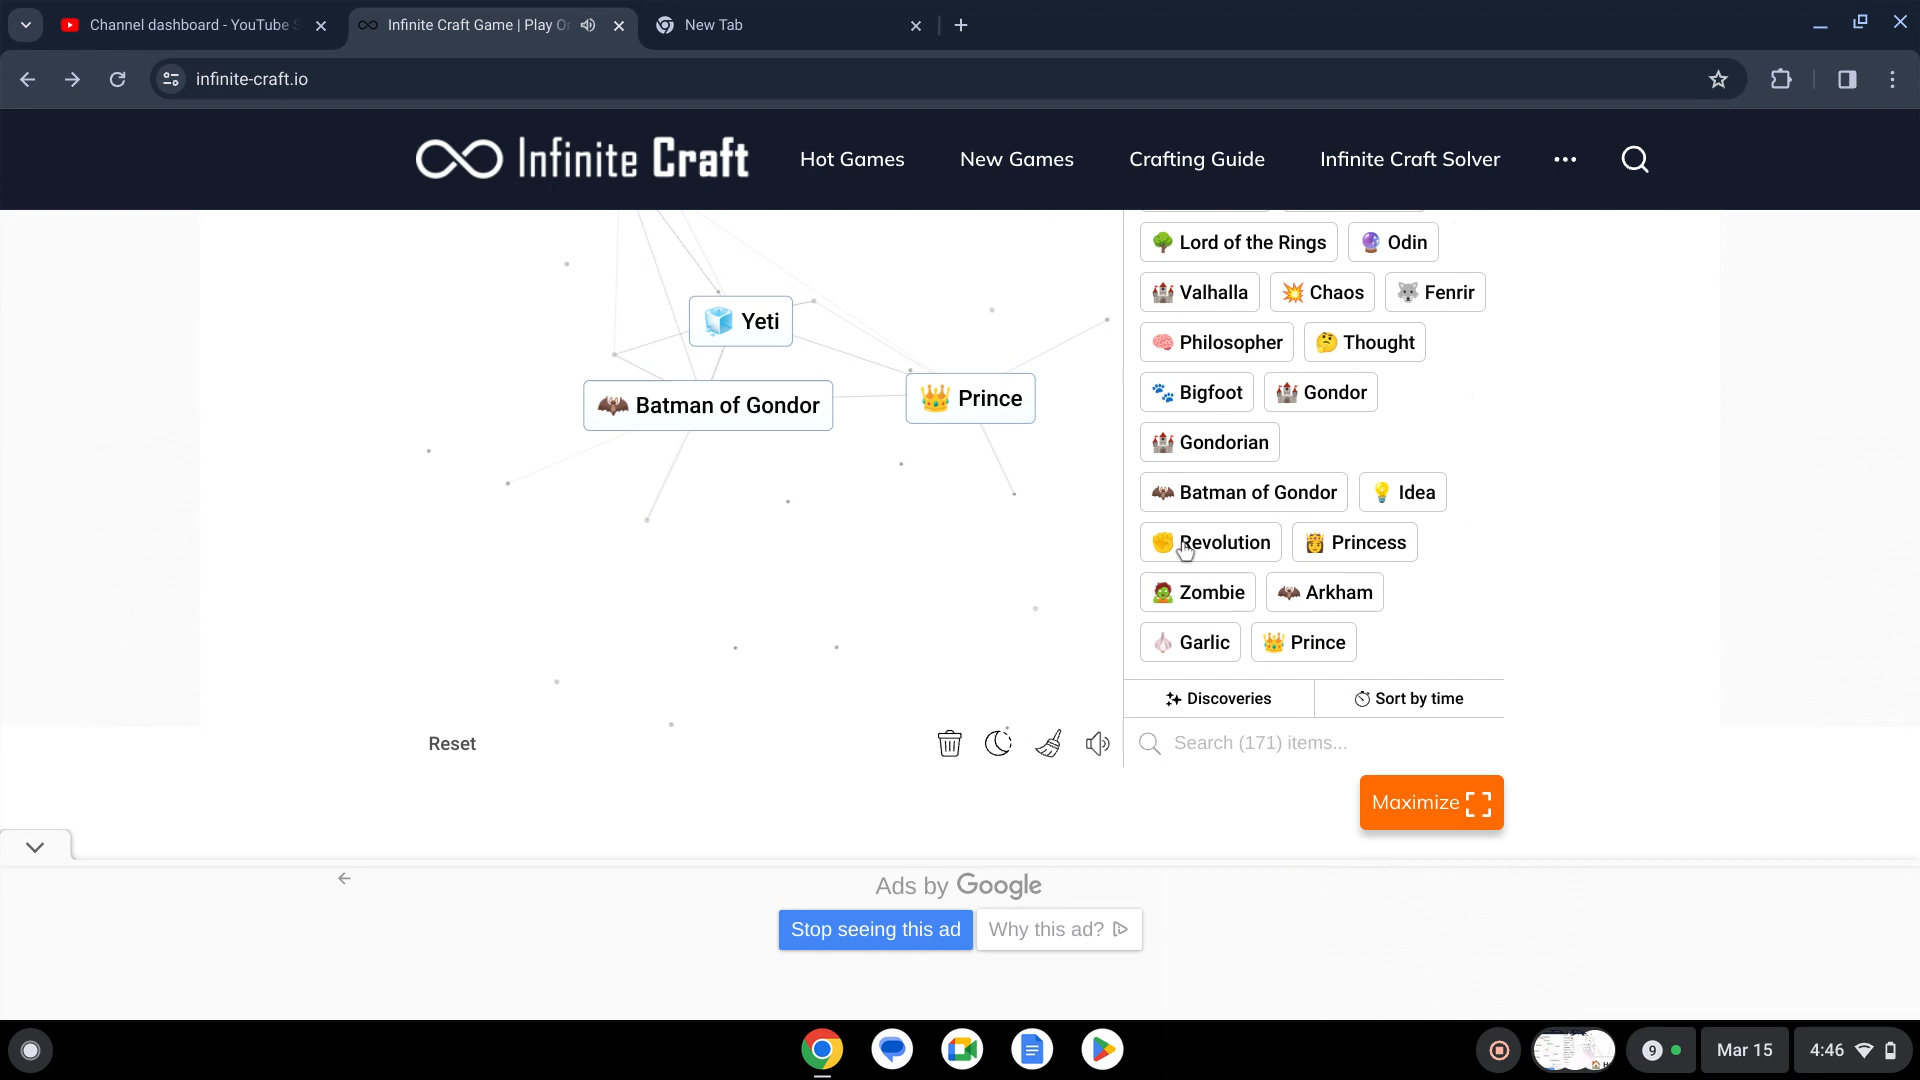 Channel dashboard - YouTube S
Infinite Craft Game | Play O
New Tab
infinite-craft.io
Infinite Craft
Hot Games
New Games
Crafting Guide
Infinite Craft Solver
Lord of the Rings
Odin
Valhalla
Chaos
Fenrir
Philosopher
Thought
Bigfoot
Gondor
Gondorian
Batman of Gondor
Idea
Revolution
Princess
Zombie
Arkham
Garlic
Prince
Yeti
Batman of Gondor
Prince
Discoveries
Sort by time
Reset
Search (171) items...
Maximize
Ads by Google
Stop seeing this ad
Why this ad?
9
Mar 15
4:46